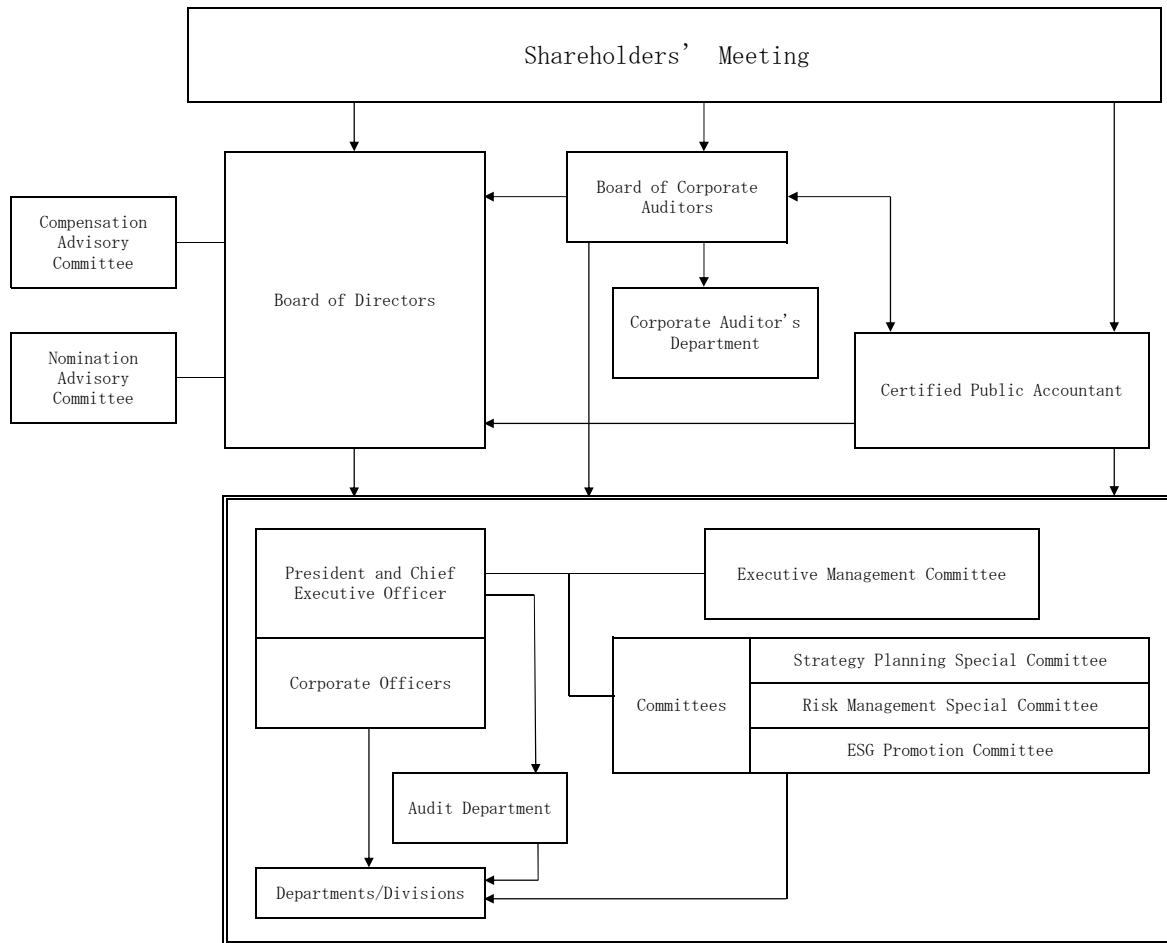 Shareholders' Meeting
Board of Corporate
Auditors
Compensation
Advisory
Committee
Board of Directors
Corporate Auditor's
Department
Nomination
Advisory
Committee
Certified Public Accountant
President and Chief
Executive Officer
Executive Management Committee
Corporate Officers
Committees
Strategy Planning Special Committee
Risk Management Special Committee
ESG Promotion Committee
Audit Department
Departments/Divisions